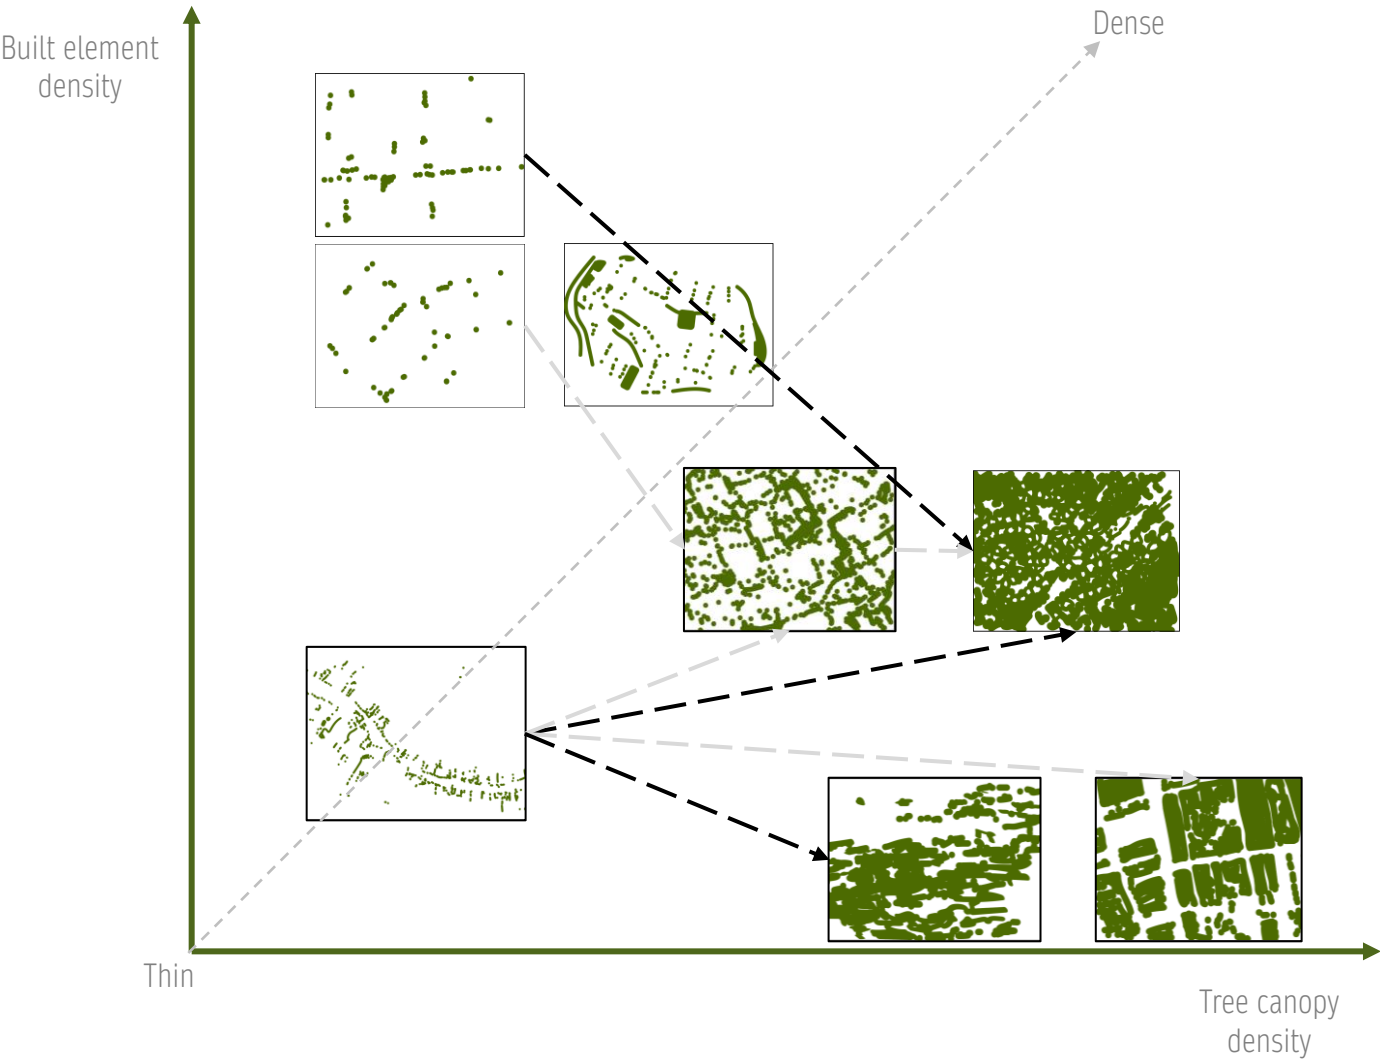 Dense
Built element
density
Thin
Tree canopy
density